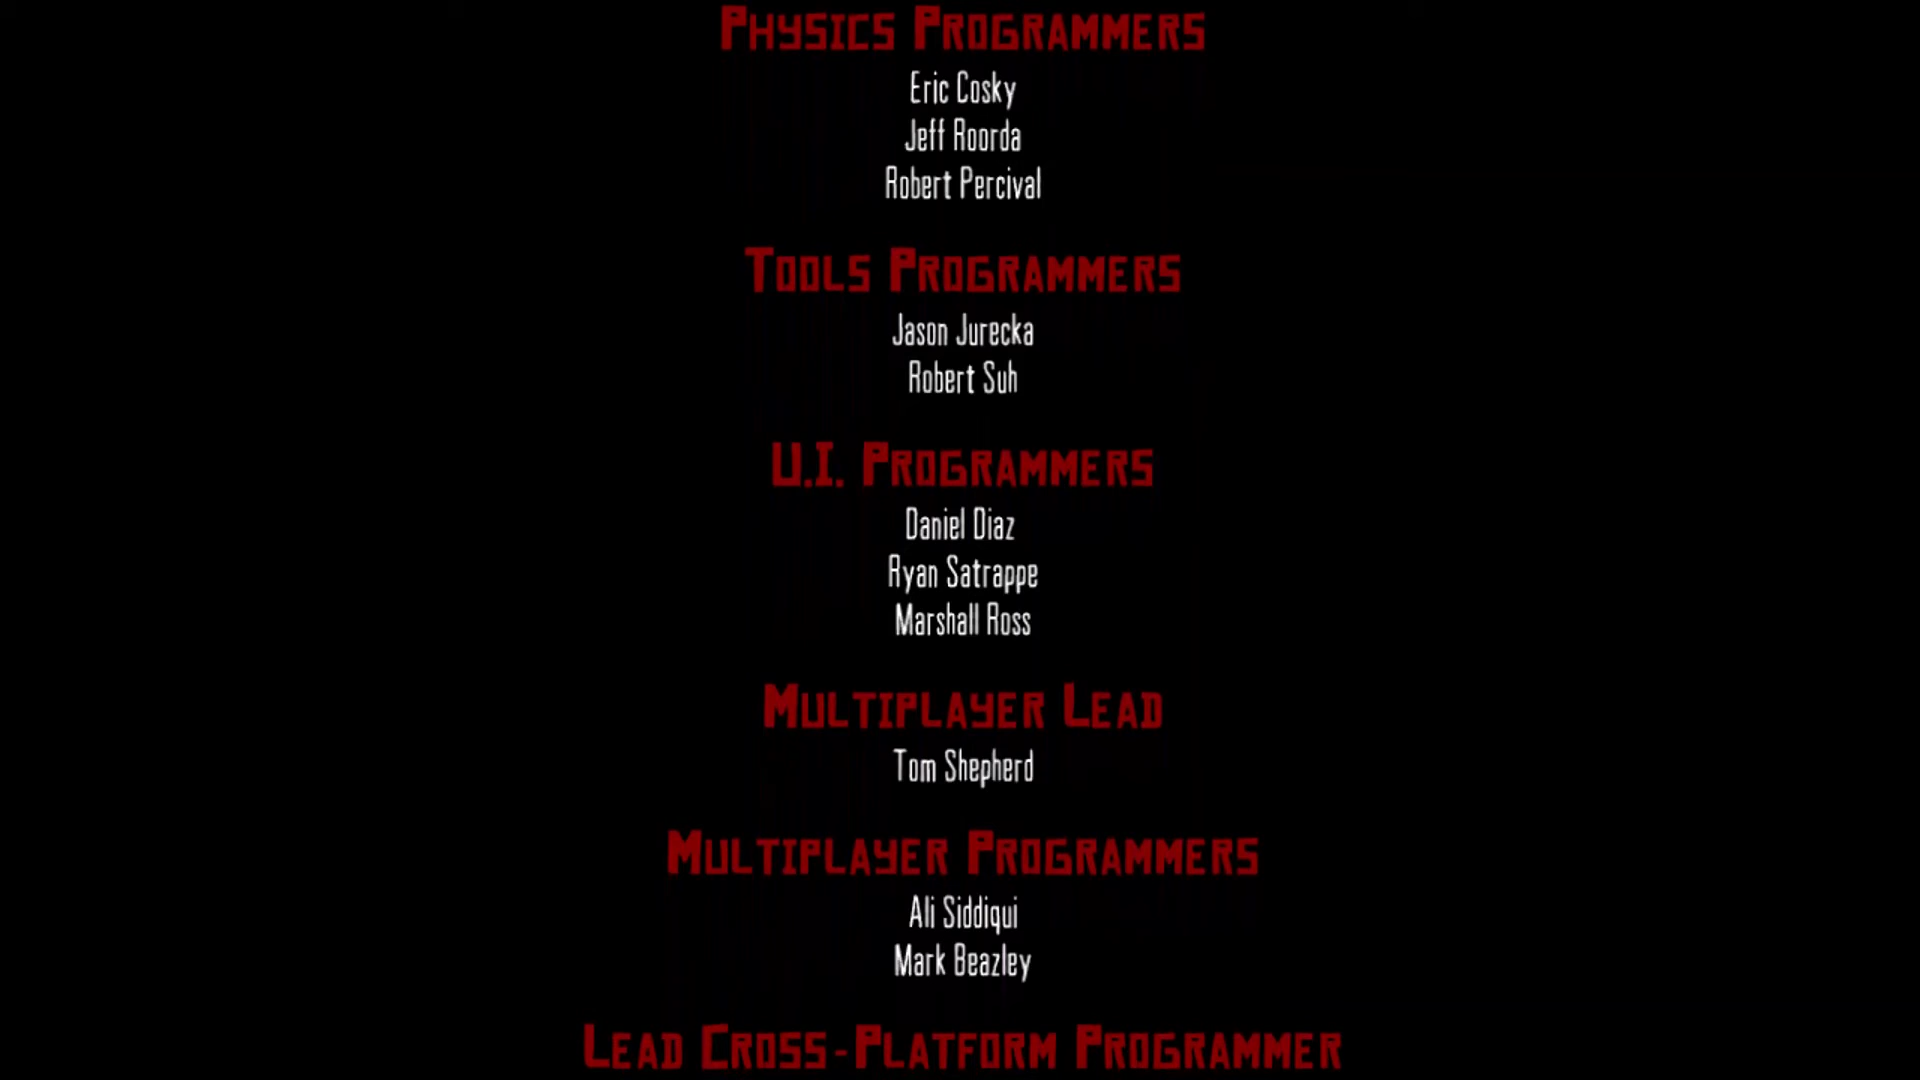 Physics Programmers
Eric Cosky
Jeff Roorda
Robert Percival
Tools Programmers
Jason Jurecka
Robert Suh
U.I. Programmers
Daniel Diaz
Ryan Satrappe
Marshall Ross
Multiplayer Lead
Tom Shepherd
Multiplayer Programmers
Ali Siddiqui
Mark Beazley
Lead Cross-Platform Programmer